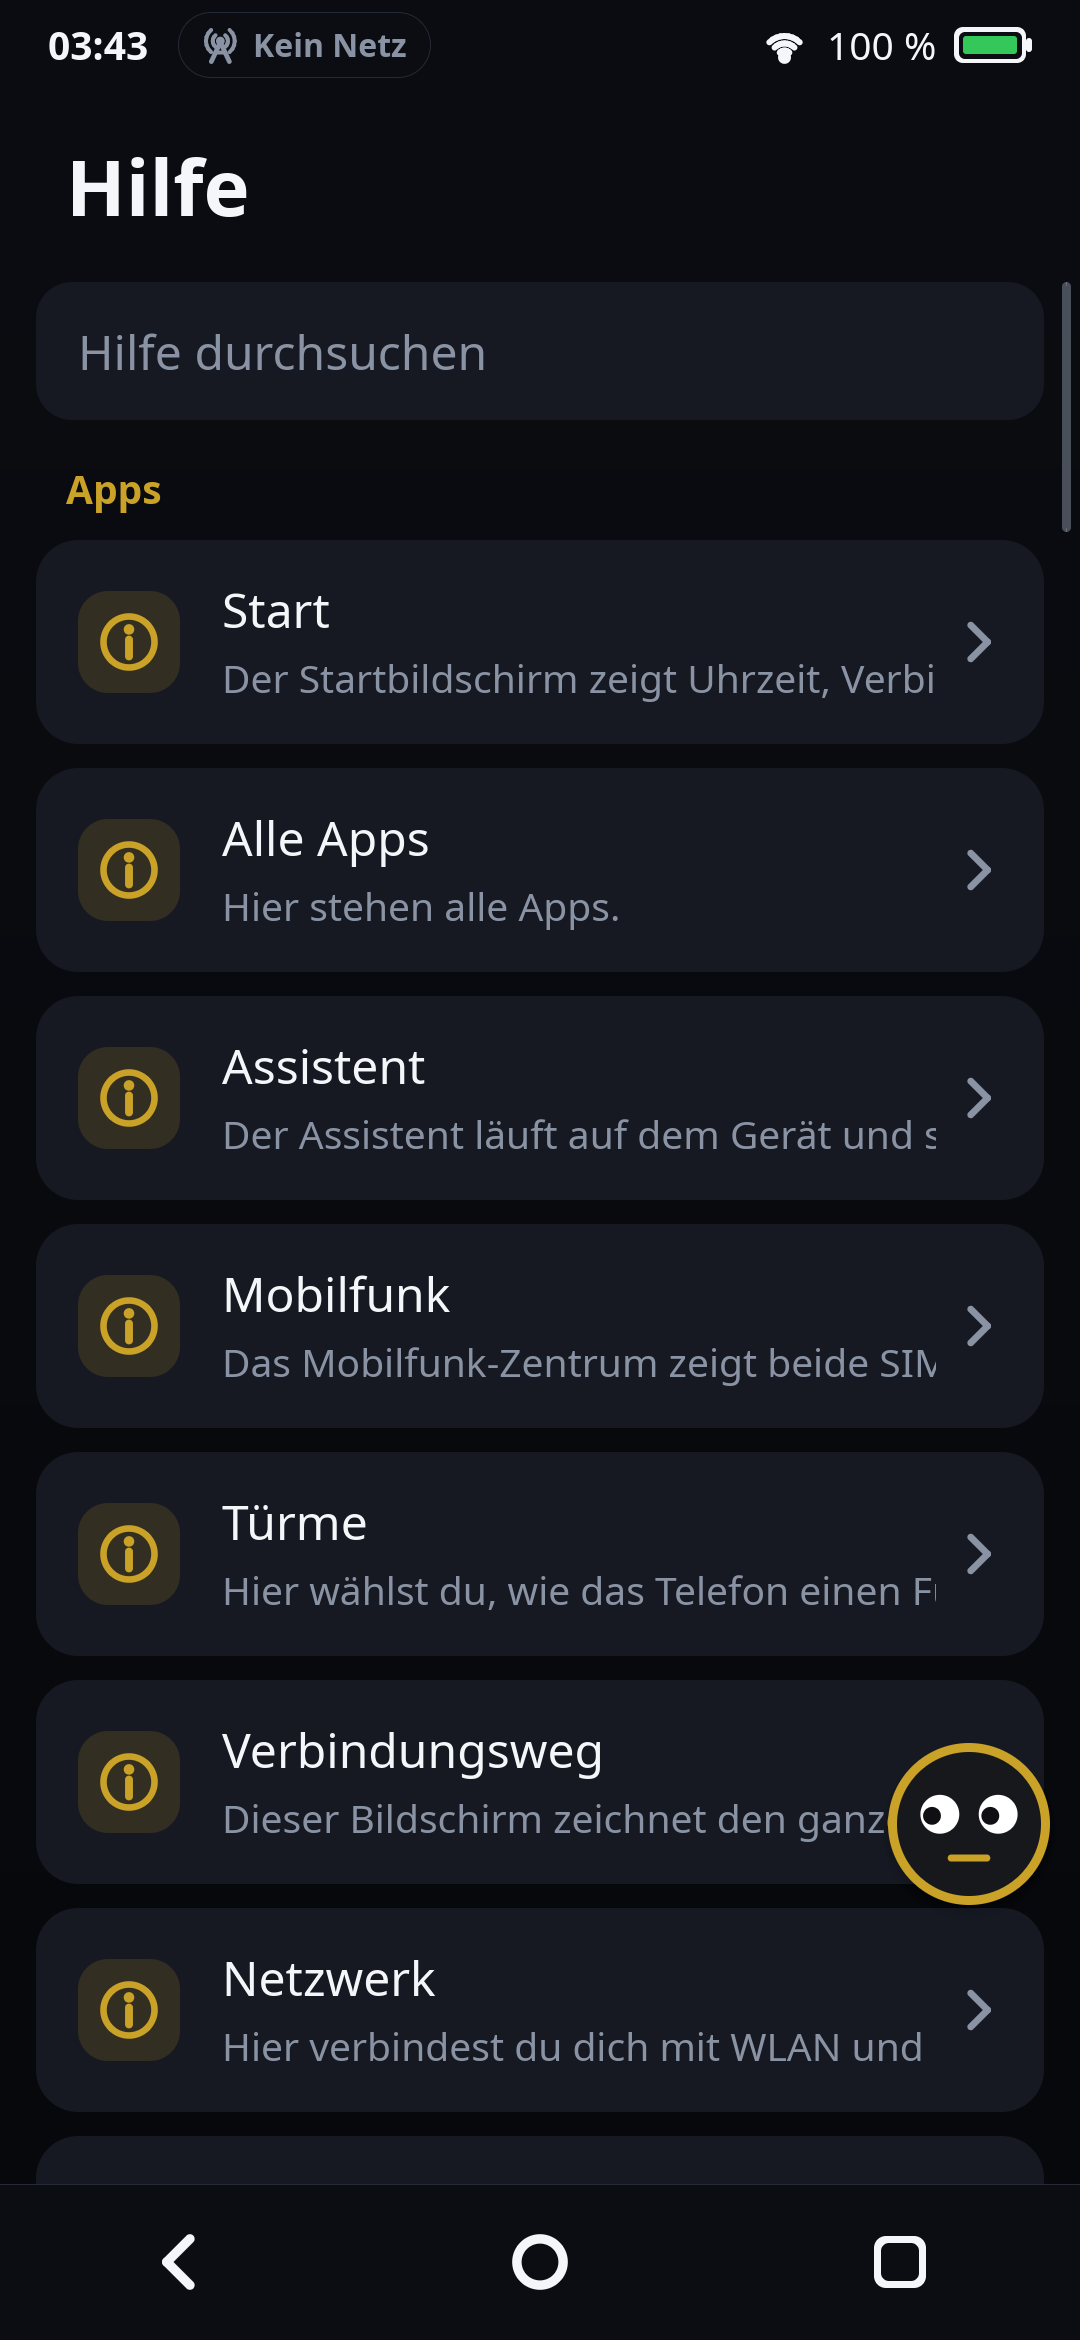 03:43
Kein Netz
100 %
Hilfe
Hilfe durchsuchen
Apps
Start
Der Startbildschirm zeigt Uhrzeit, Verbi
Alle Apps
Hier stehen alle Apps.
Assistent
Der Assistent läuft auf dem Gerät und s
Mobilfunk
Das Mobilfunk-Zentrum zeigt beide SIM
Türme
Hier wählst du, wie das Telefon einen Fu
Verbindungsweg
Dieser Bildschirm zeichnet den ganz
Netzwerk
Hier verbindest du dich mit WLAN und